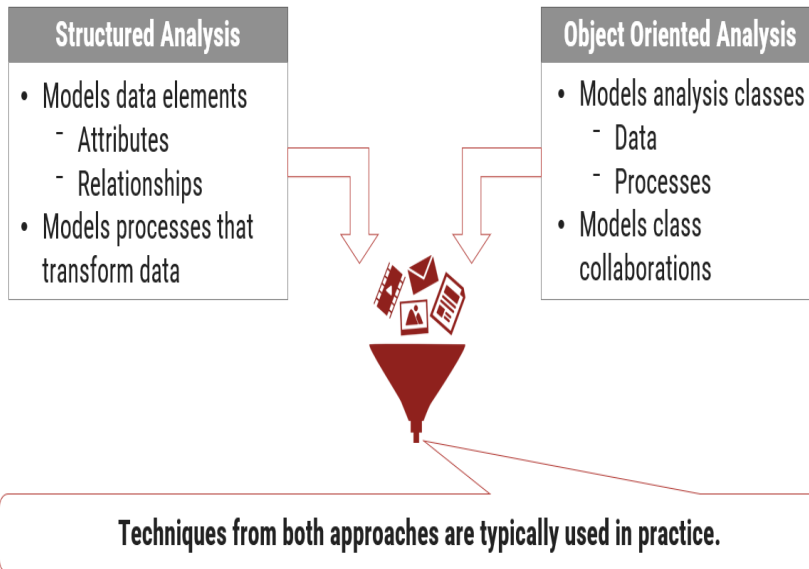 Structured Analysis
• Models data elements
- Attributes
- Relationships
• Models processes that
transform data
Object Oriented Analysis
• Models analysis classes
- Data
- Processes
• Models class
collaborations
Techniques from both approaches are typically used in practice.